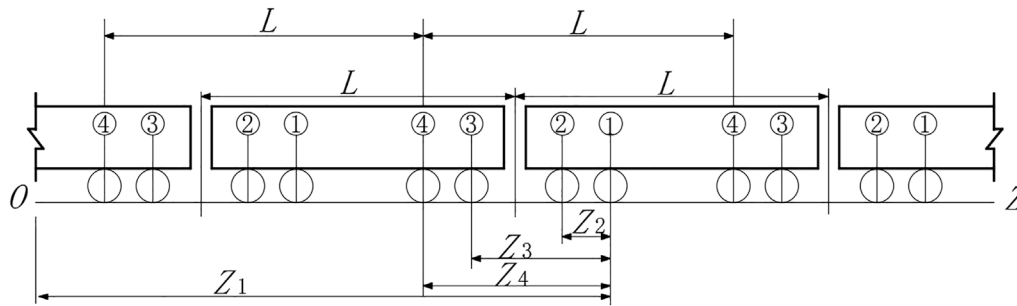 L L
L L
④ ③ ② ① ④ ③ ② ① ④ ③ ② ①
O Z
Z2
Z3
Z4
Z1